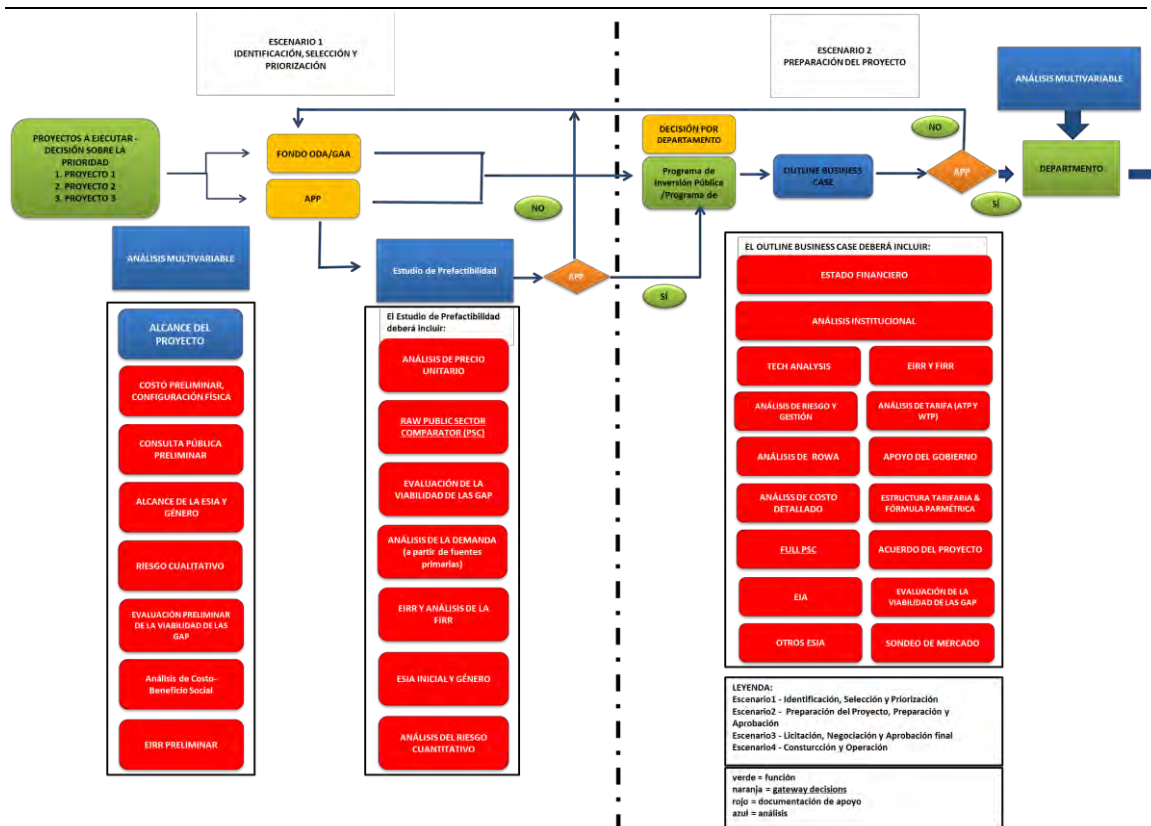 ESCENARIO 1
IDENTIFICACIÓN, SELECCIÓN Y
PRIORIZACIÓN
ESCENARIO 2
PREPARACIÓN DEL PROYECTO
ANÁLISIS MULTIVARIABLE
PROYECTOS A EJECUTAR -
DECISIÓN SOBRE LA
PRIORIDAD
1. PROYECTO 1
2. PROYECTO 2
3. PROYECTO 3
FONDO ODA/GAA
APP
NO
DECISIÓN POR
DEPARTAMENTO
Programa de
Inversión Pública
/Programa de
OUTLINE BUSINESS
CASE
NO
APP
SÍ
DEPARTMENTO
ANÁLISIS MULTIVARIABLE
Estudio de Prefactibilidad
APP
SÍ
ALCANCE DEL
PROYECTO
COSTO PRELIMINAR,
CONFIGURACIÓN FÍSICA
CONSULTA PÚBLICA
PRELIMINAR
ALCANCE DE LA ESIA Y
GÉNERO
RIESGO CUALITATIVO
EVALUACIÓN PRELIMINAR
DE LA VIABILIDAD DE LAS
GAP
Análisis de Costo-
Beneficio Social
EIRR PRELIMINAR
El Estudio de Prefactibilidad
deberá incluir:
ANÁLISIS DE PRECIO
UNITARIO
RAW PUBLIC SECTOR
COMPARATOR (PSC)
EVALUACIÓN DE LA
VIABILIDAD DE LAS GAP
ANÁLISIS DE LA DEMANDA
(a partir de fuentes
primarias)
EIRR Y ANÁLISIS DE LA
FIRR
ESIA INICIAL Y GÉNERO
ANÁLISIS DEL RIESGO
CUANTITATIVO
EL OUTLINE BUSINESS CASE DEBERÁ INCLUIR:
ESTADO FINANCIERO
ANÁLISIS INSTITUCIONAL
TECH ANALYSIS
EIRR Y FIRR
ANÁLISIS DE RIESGO Y
GESTIÓN
ANÁLISIS DE TARIFA (ATP Y
WTP)
ANÁLISIS DE ROWA
APOYO DEL GOBIERNO
ANÁLISS DE COSTO
DETALLADO
ESTRUCTURA TARIFARIA &
FÓRMULA PARMÉTRICA
FULL PSC
ACUERDO DEL PROYECTO
EIA
EVALUACIÓN DE LA
VIABILIDAD DE LAS GAP
OTROS ESIA
SONDEO DE MERCADO
LEYENDA:
Escenario1 - Identificación, Selección y Priorización
Escenario2 - Preparación del Proyecto, Preparación y
Aprobación
Escenario3 - Licitación, Negociación y Aprobación final
Escenario4 - Consturcción y Operación
verde = función
naranja = gateway decisions
rojo = documentación de apoyo
azul = análisis